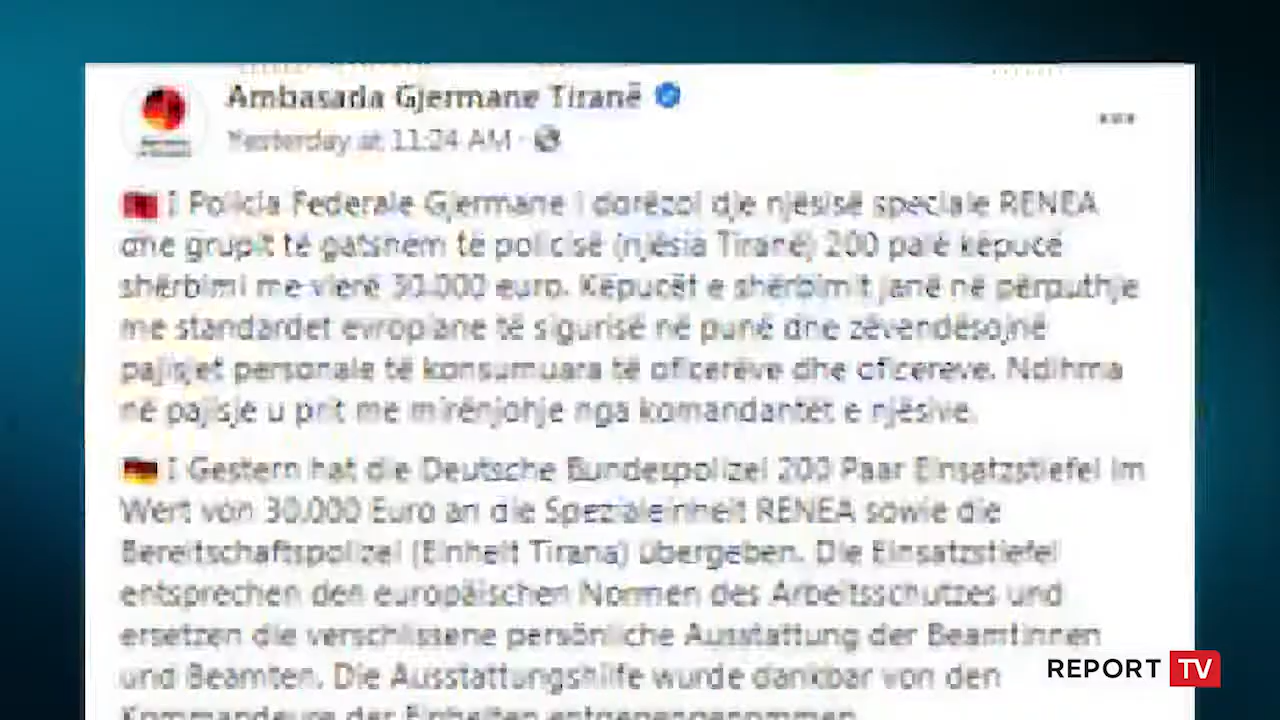 Ambasada Gjermane Tiranë
Yesterday at 11:24 AM ·
I Policia Federale Gjermane i dorëzoi dje njësisë speciale RENEA
dhe grupit të gatshëm të policisë (njësia Tiranë) 200 palë këpucë
shërbimi me vlerë 30.000 euro. Këpucët e shërbimit janë në përputhje
me standardet evropiane të sigurisë në punë dhe zëvendësojnë
pajisjet personale të konsumuara të oficerëve dhe oficereve. Ndihma
në pajisje u prit me mirënjohje nga komandantët e njësive.
I Gestern hat die Deutsche Bundespolizei 200 Paar Einsatzstiefel im
Wert von 30.000 Euro an die Spezialeinheit RENEA sowie die
Bereitschaftspolizei (Einheit Tirana) übergeben. Die Einsatzstiefel
entsprechen den europäischen Normen des Arbeitsschutzes und
ersetzen die verschlissene persönliche Ausstattung der Beamtinnen
und Beamten. Die Ausstattungshilfe wurde dankbar von den
Kommandeure der Einheiten entgegengenommen.
REPORT TV